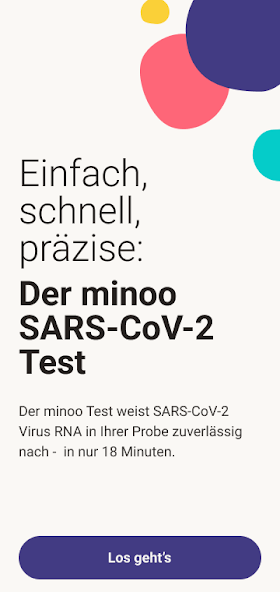 Einfach,
schnell,
präzise:
Der minoo
SARS-CoV-2
Test
Der minoo Test weist SARS-CoV-2
Virus RNA in Ihrer Probe zuverlässig
nach -  in nur 18 Minuten.
Los geht's